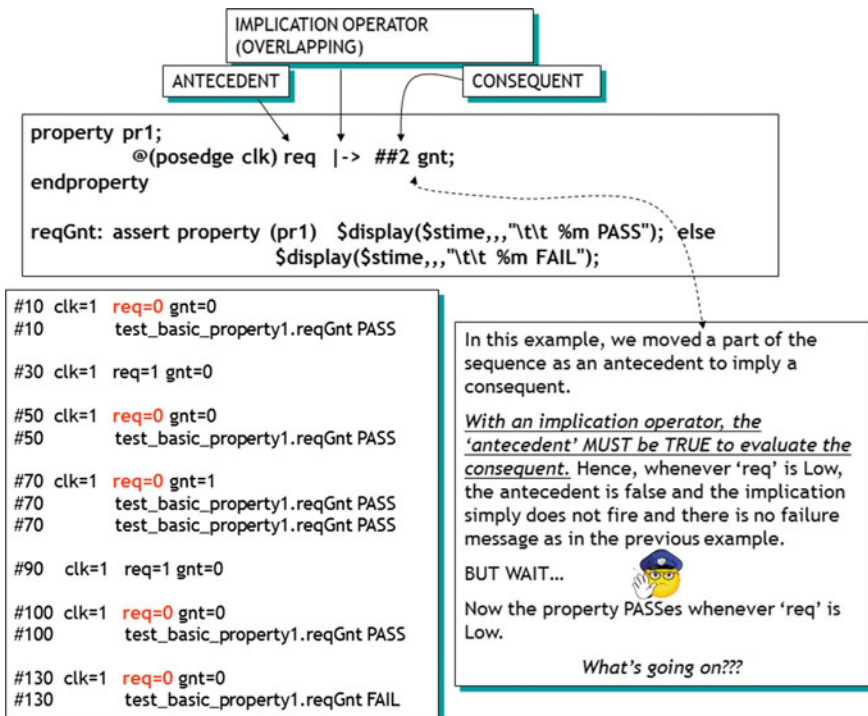 IMPLICATION OPERATOR
(OVERLAPPING)
ANTECEDENT
CONSEQUENT
property pr1;
@(posedge clk) req |-> ##2 gnt;
endproperty
reqGnt: assert property (pr1) $display($stime,,,"\t\t %m PASS"); else
$display($stime,,,"\t\t %m FAIL");
#10 clk=1 req=0 gnt=0
#10 test_basic_property1.reqGnt PASS
#30 clk=1 req=1 gnt=0
#50 clk=1 req=0 gnt=0
#50 test_basic_property1.reqGnt PASS
#70 clk=1 req=0 gnt=1
#70 test_basic_property1.reqGnt PASS
#70 test_basic_property1.reqGnt PASS
#90 clk=1 req=1 gnt=0
#100 clk=1 req=0 gnt=0
#100 test_basic_property1.reqGnt PASS
#130 clk=1 req=0 gnt=0
#130 test_basic_property1.reqGnt FAIL
In this example, we moved a part of the
sequence as an antecedent to imply a
consequent.
With an implication operator, the
‘antecedent’ MUST be TRUE to evaluate the
consequent. Hence, whenever ‘req’ is Low,
the antecedent is false and the implication
simply does not fire and there is no failure
message as in the previous example.
BUT WAIT...
Now the property PASSes whenever ‘req’ is
Low.
What’s going on???